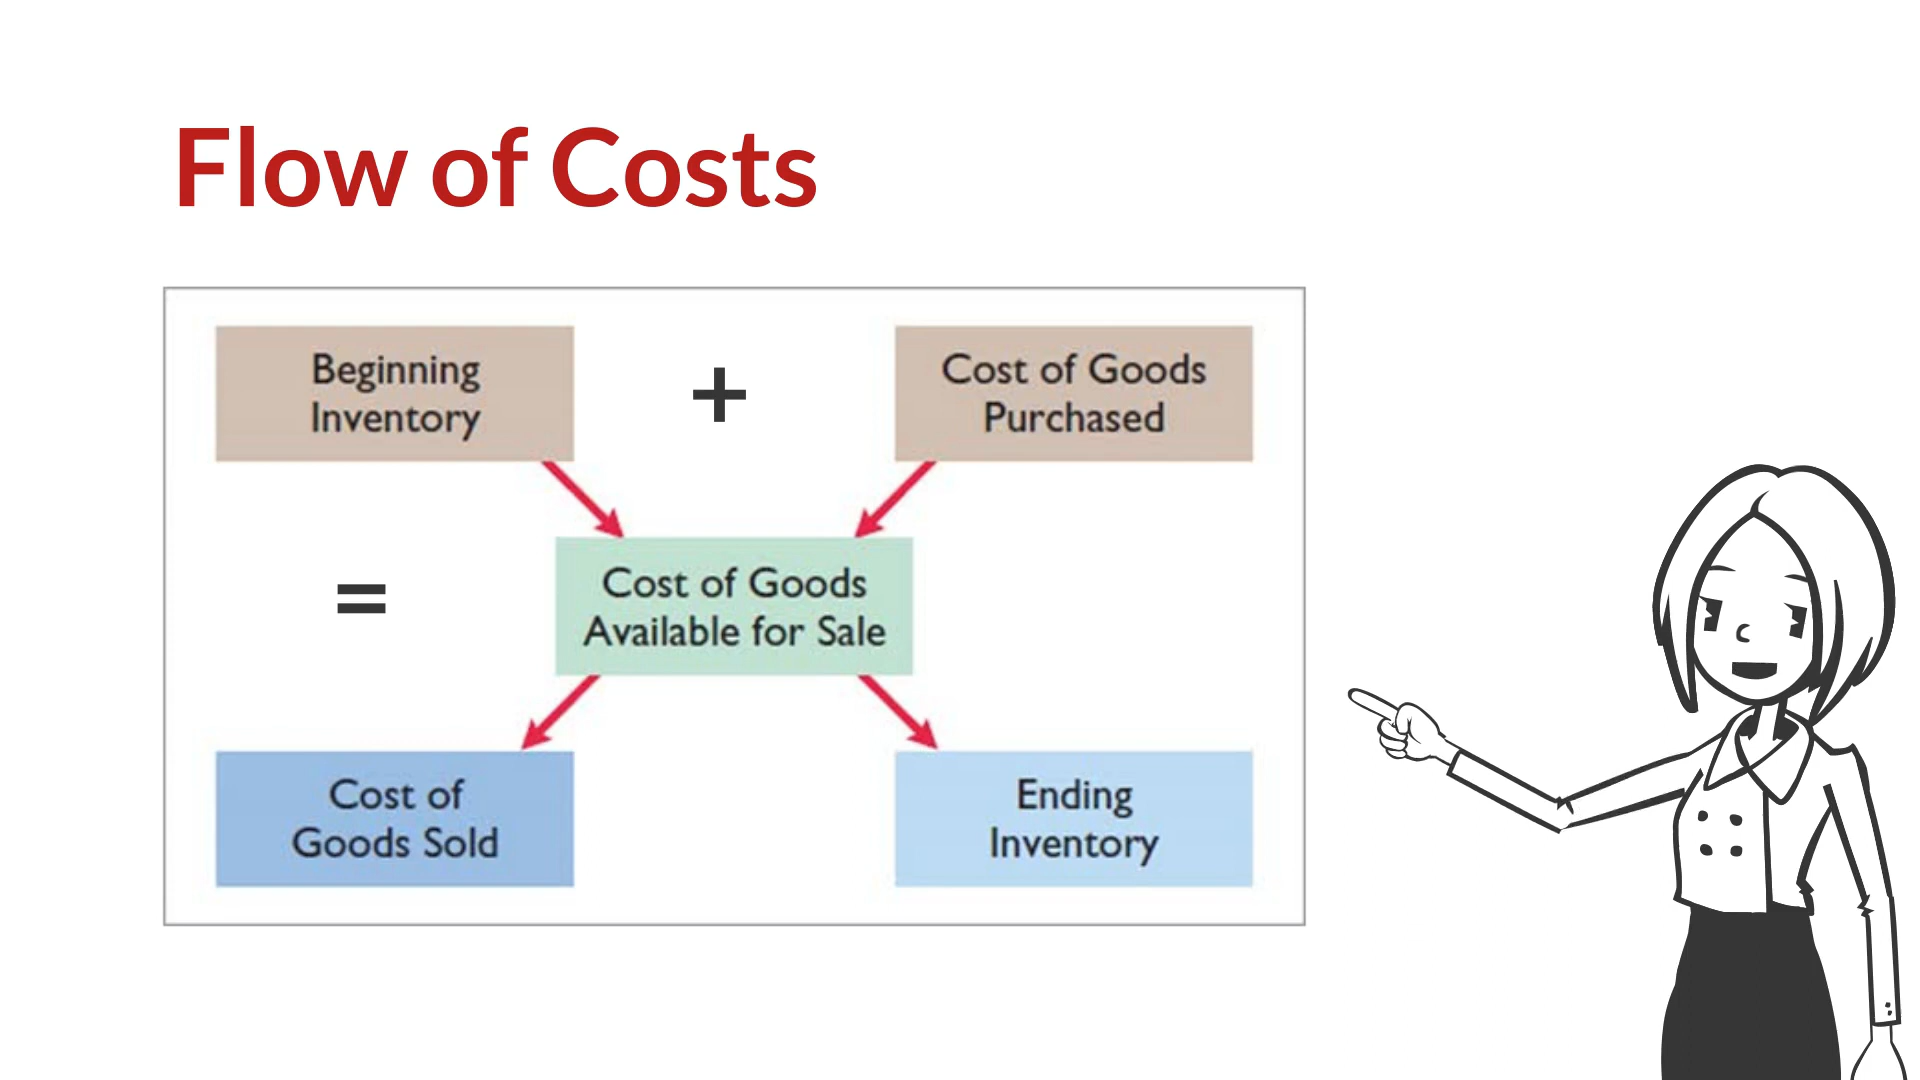 Flow of Costs
Beginning
Inventory
+
Cost of Goods
Purchased
=
Cost of Goods
Available for Sale
Cost of
Goods Sold
Ending
Inventory